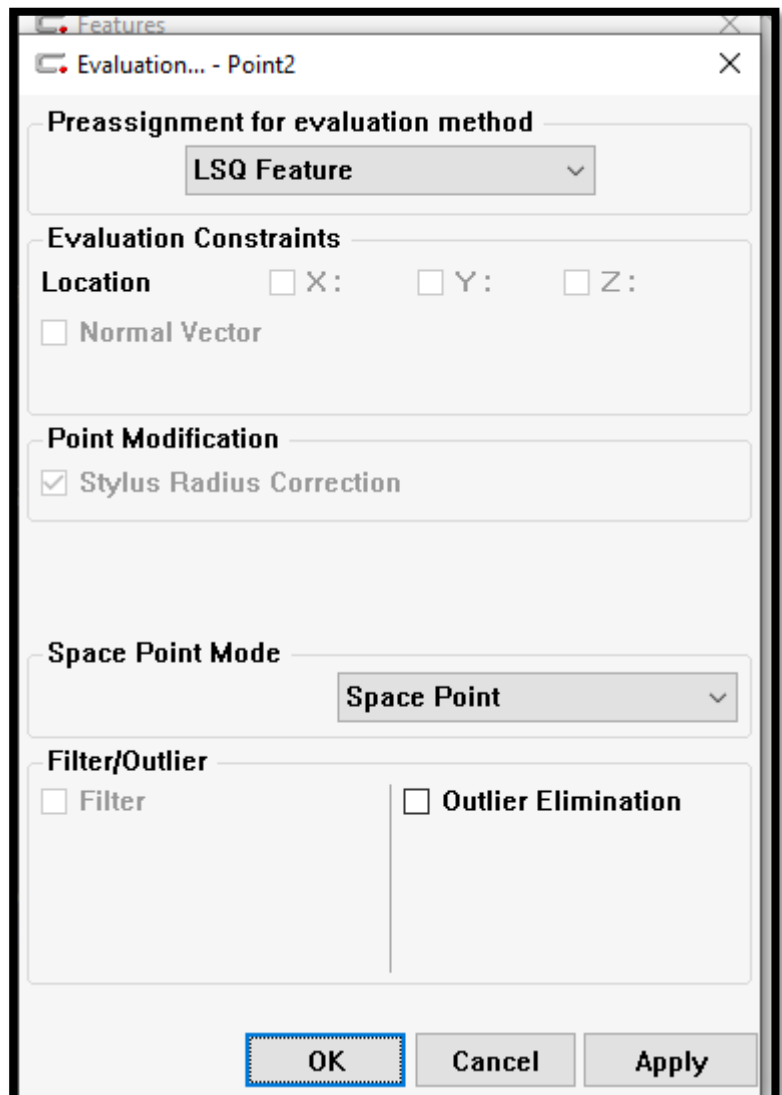 Features
Evaluation... - Point2
Preassignment for evaluation method
LSQ Feature
Evaluation Constraints
Location X: Y: Z:
Normal Vector
Point Modification
Stylus Radius Correction
Space Point Mode
Space Point
Filter/Outlier
Filter Outlier Elimination
OK Cancel Apply